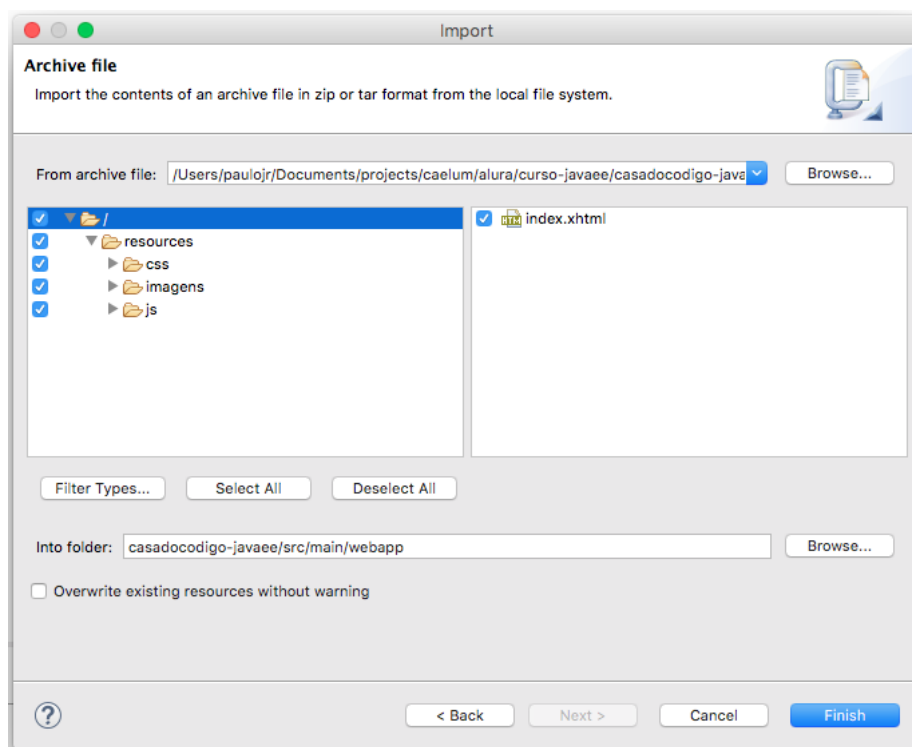 Import
Archive file
Import the contents of an archive file in zip or tar format from the local file system.
From archive file: /Users/paulojr/Documents/projects/caelum/alura/curso-javaee/casadocodigo-java Browse...
/
index.xhtml
resources
css
imagens
js
Filter Types... Select All Deselect All
Into folder: casadocodigo-javaee/src/main/webapp Browse...
Overwrite existing resources without warning
? < Back Next > Cancel Finish